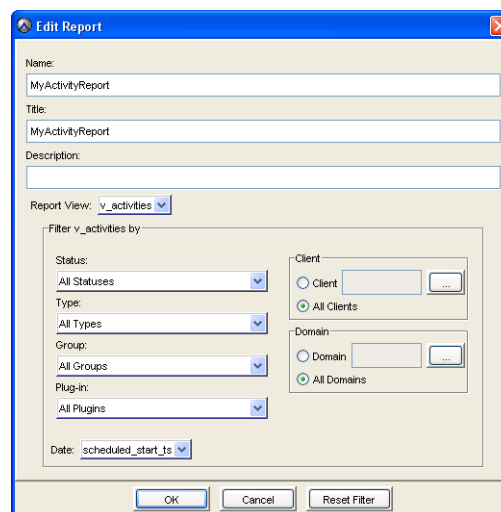 Edit Report
Name:
MyActivityReport
Title:
MyActivityReport
Description:
Report View: v_activities
Filter v_activities by
Status:
All Statuses
Type:
All Types
Group:
All Groups
Plug-in:
All Plugins
Client
Client ...
All Clients
Domain
Domain ...
All Domains
Date: scheduled_start_ts
OK Cancel Reset Filter